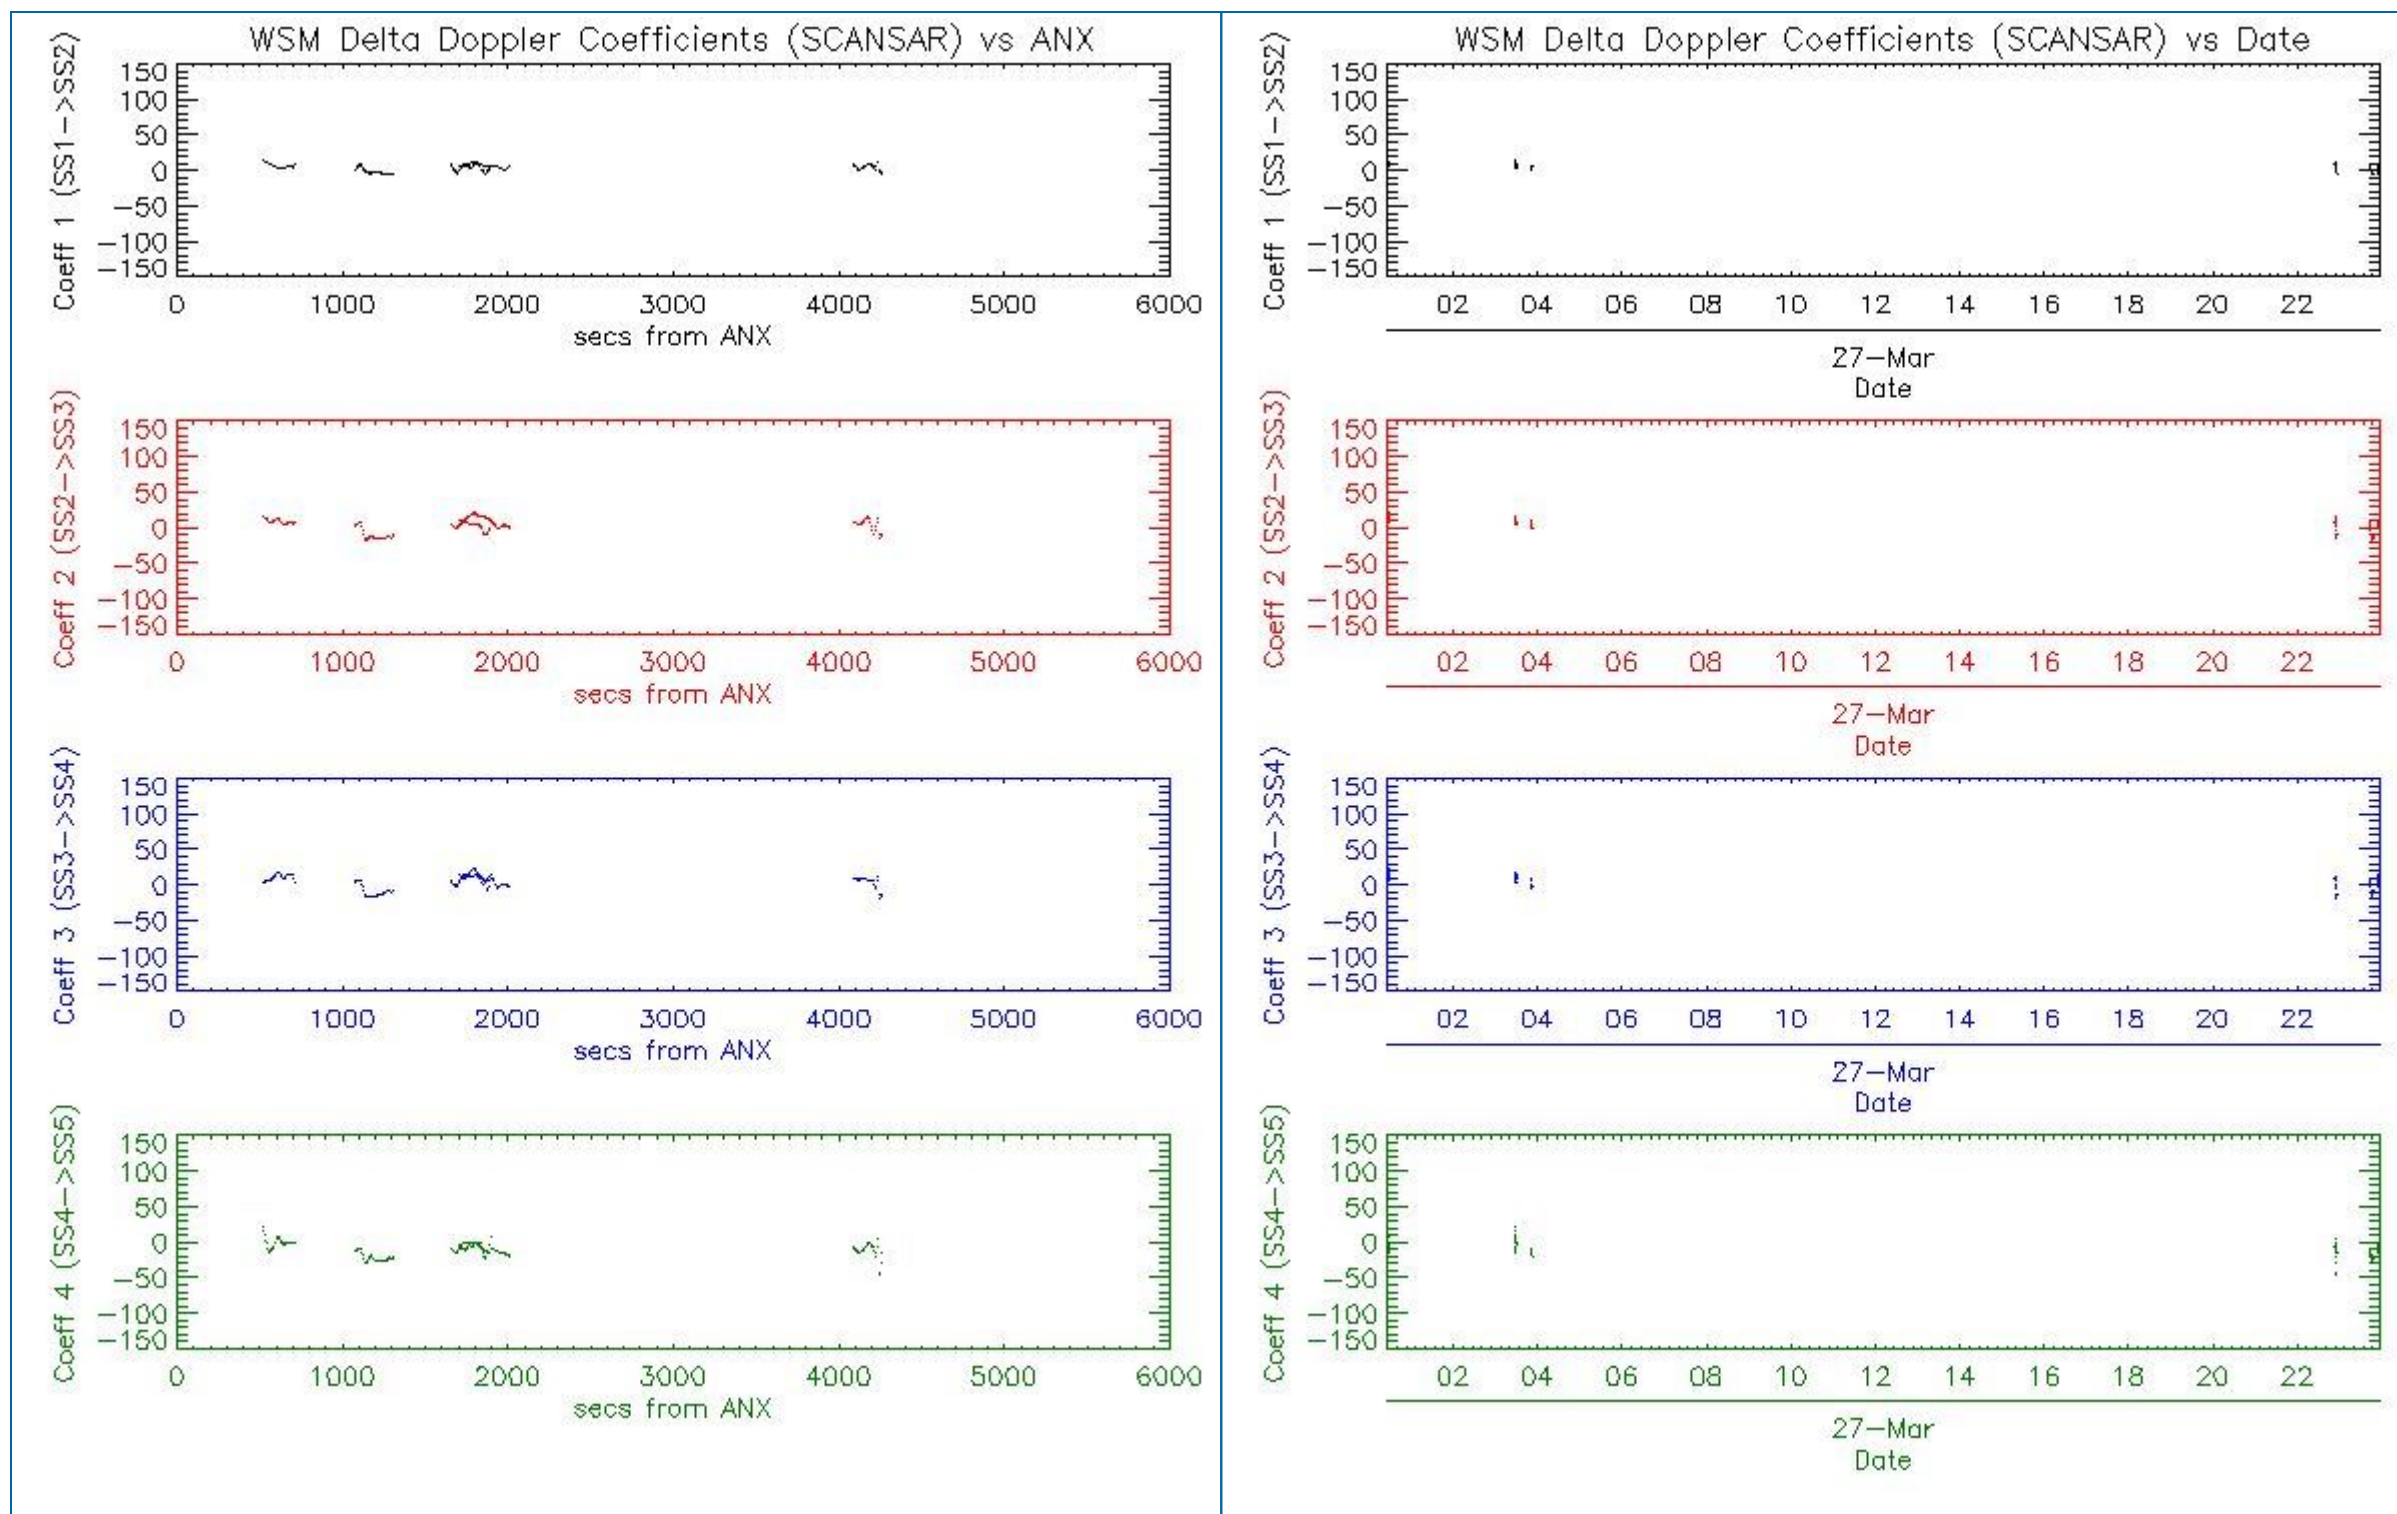 WSM Delta Doppler Coefficients (SCANSAR) vs ANX
Coeff 1 (SS1->SS2)
150
100
50
0
-50
-100
-150
0 1000 2000 3000 4000 5000 6000
secs from ANX
Coeff 2 (SS2->SS3)
150
100
50
0
-50
-100
-150
0 1000 2000 3000 4000 5000 6000
secs from ANX
Coeff 3 (SS3->SS4)
150
100
50
0
-50
-100
-150
0 1000 2000 3000 4000 5000 6000
secs from ANX
Coeff 4 (SS4->SS5)
150
100
50
0
-50
-100
-150
0 1000 2000 3000 4000 5000 6000
secs from ANX
WSM Delta Doppler Coefficients (SCANSAR) vs Date
Coeff 1 (SS1->SS2)
150
100
50
0
-50
-100
-150
02 04 06 08 10 12 14 16 18 20 22
27-Mar
Date
Coeff 2 (SS2->SS3)
150
100
50
0
-50
-100
-150
02 04 06 08 10 12 14 16 18 20 22
27-Mar
Date
Coeff 3 (SS3->SS4)
150
100
50
0
-50
-100
-150
02 04 06 08 10 12 14 16 18 20 22
27-Mar
Date
Coeff 4 (SS4->SS5)
150
100
50
0
-50
-100
-150
02 04 06 08 10 12 14 16 18 20 22
27-Mar
Date